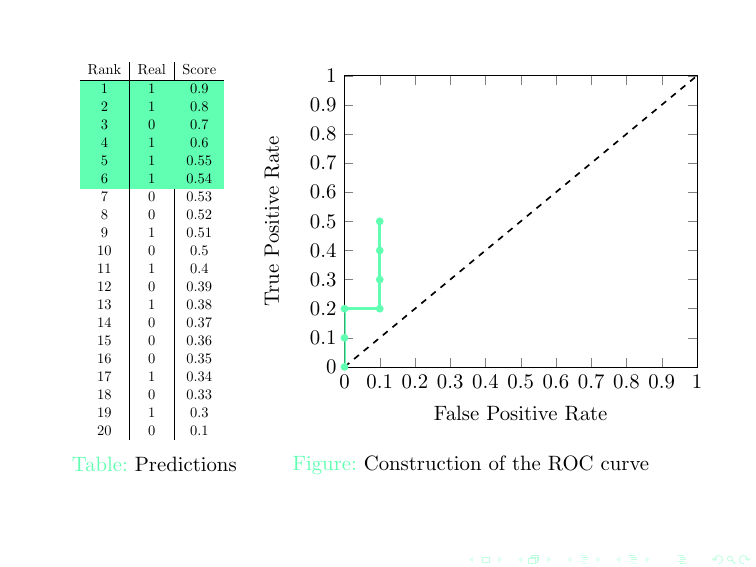 Rank Real Score
1 1 0.9
2 1 0.8
3 0 0.7
4 1 0.6
5 1 0.55
6 1 0.54
7 0 0.53
8 0 0.52
9 1 0.51
10 0 0.5
11 1 0.4
12 0 0.39
13 1 0.38
14 0 0.37
15 0 0.36
16 0 0.35
17 1 0.34
18 0 0.33
19 1 0.3
20 0 0.1
Table: Predictions
True Positive Rate
1
0.9
0.8
0.7
0.6
0.5
0.4
0.3
0.2
0.1
0
0 0.1 0.2 0.3 0.4 0.5 0.6 0.7 0.8 0.9 1
False Positive Rate
Figure: Construction of the ROC curve